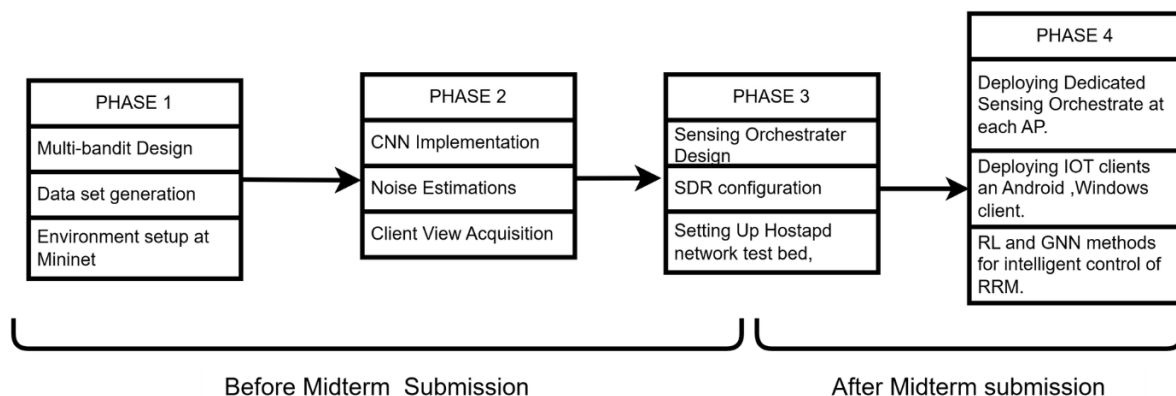 PHASE 1
Multi-bandit Design
Data set generation
Environment setup at
Mininet
PHASE 2
CNN Implementation
Noise Estimations
Client View Acquisition
PHASE 3
Sensing Orchestrater
Design
SDR configuration
Setting Up Hostapd
network test bed,
PHASE 4
Deploying Dedicated
Sensing Orchestrate at
each AP.
Deploying IOT clients
an Android ,Windows
client.
RL and GNN methods
for intelligent control of
RRM.
Before Midterm Submission
After Midterm submission